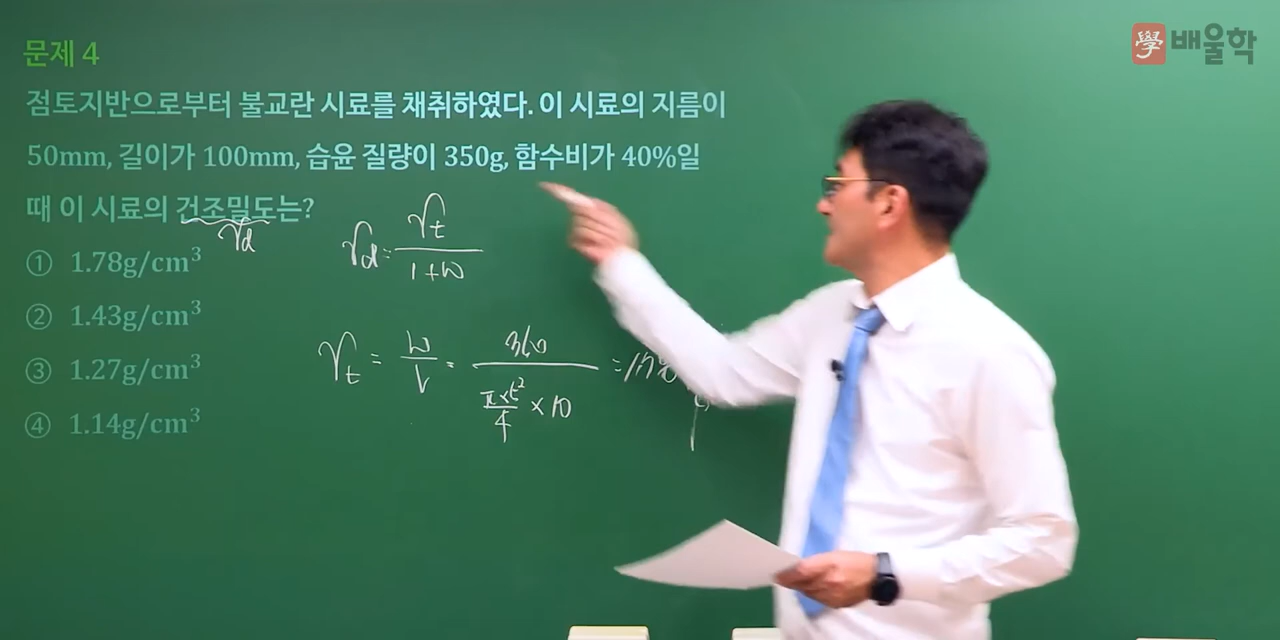 學 배울학
문제 4
점토지반으로부터 불교란 시료를 채취하였다. 이 시료의 지름이
50mm, 길이가 100mm, 습윤 질량이 350g, 함수비가 40%일
때 이 시료의 건조밀도는?
① 1.78g/cm³
② 1.43g/cm³
③ 1.27g/cm³
④ 1.14g/cm³
γd
γd = γt / 1+w
γt = W / V =
π × / 4 × 10